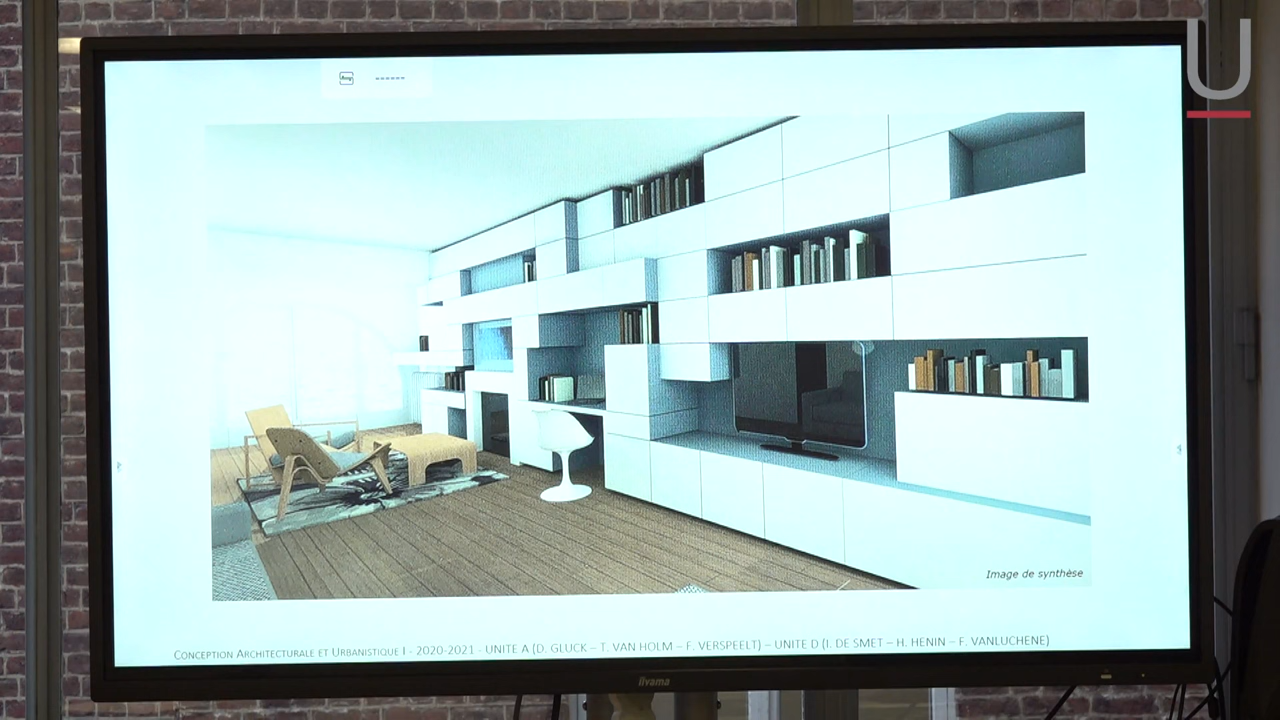 U
Image de synthèse
CONCEPTION ARCHITECTURALE ET URBANISTIQUE I - 2020-2021 - UNITE A (D. GLUCK – T. VAN HOLM – F. VERSPEELT) – UNITE D (I. DE SMET – H. HENIN – F. VANLUCHENE)
iiyama